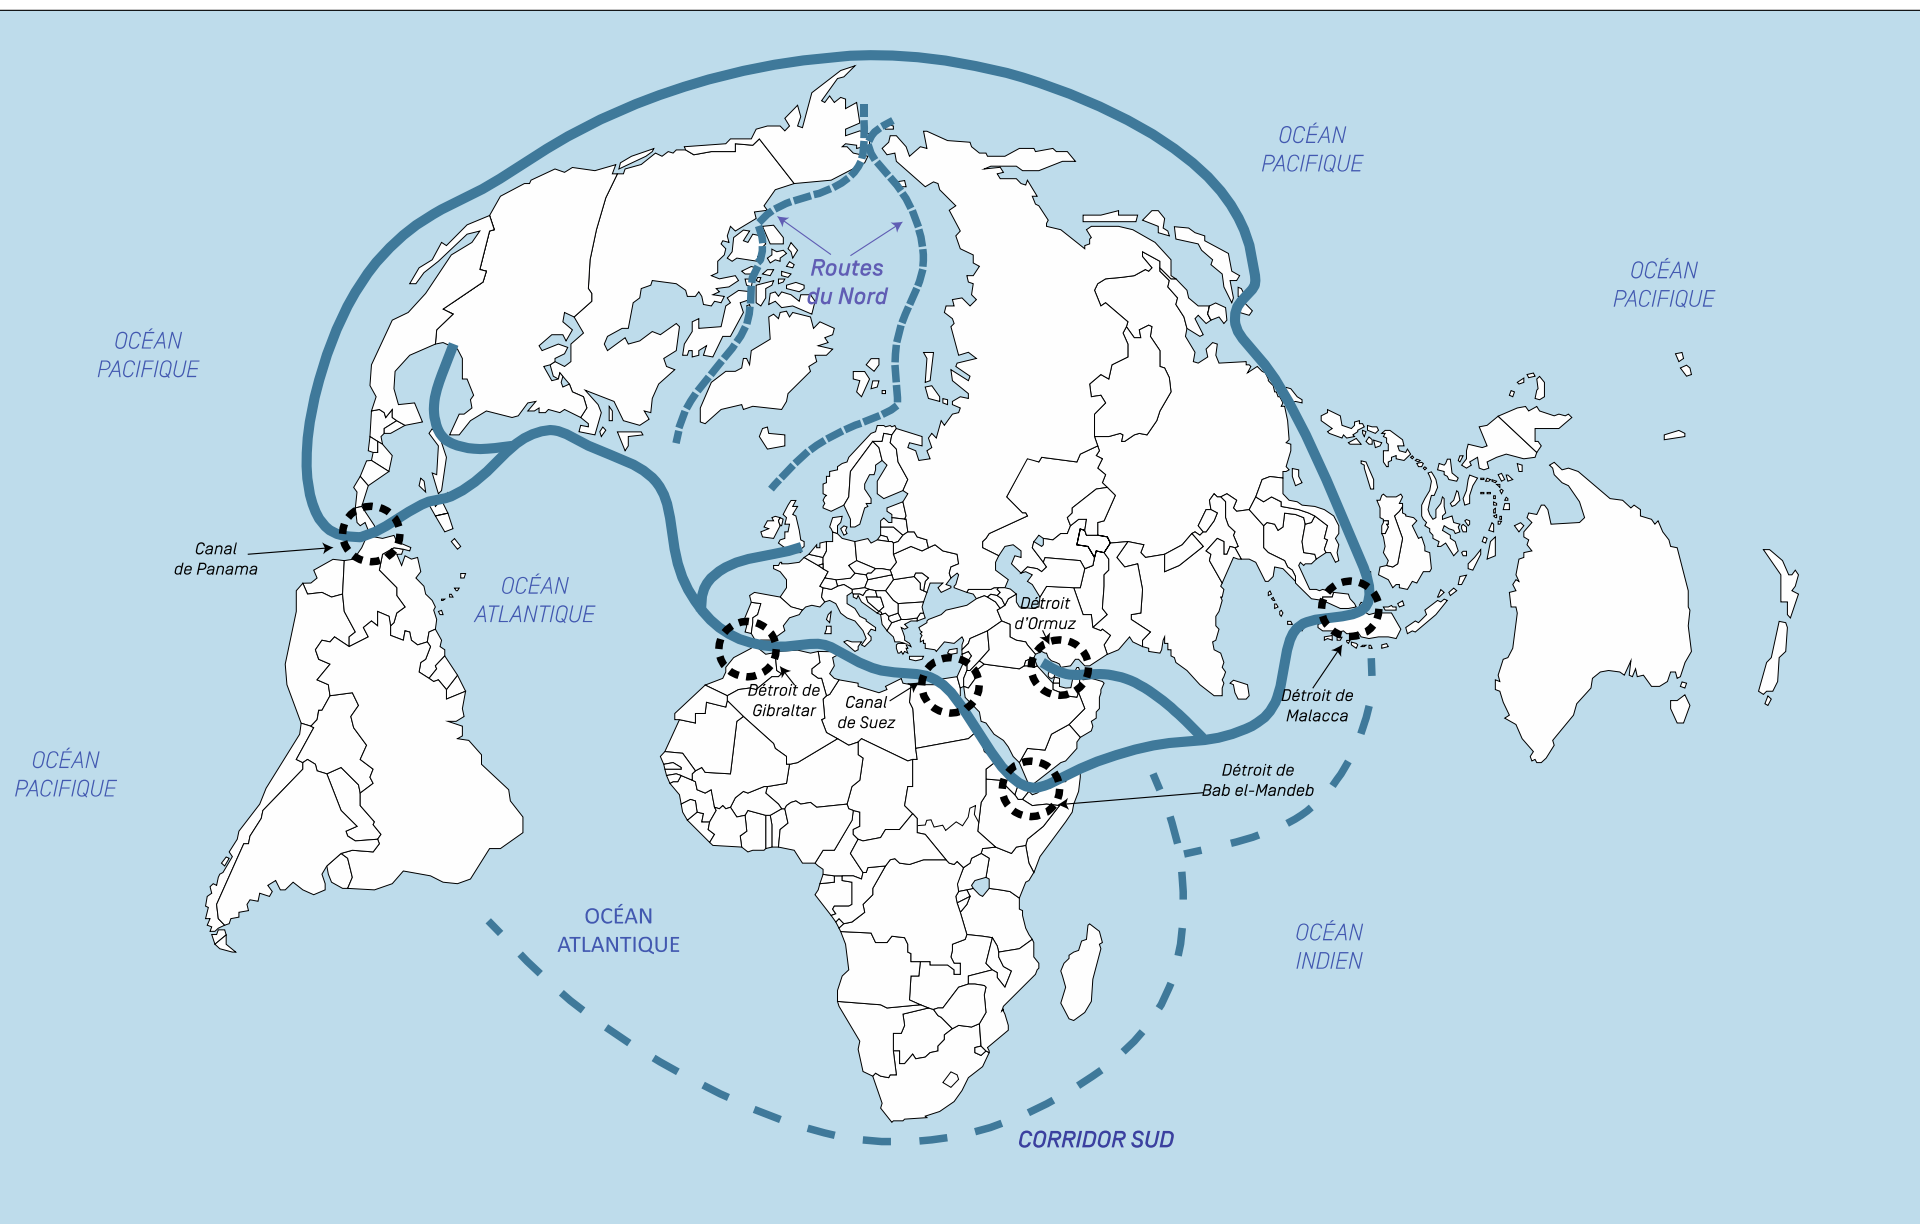 OCÉAN
PACIFIQUE
OCÉAN
PACIFIQUE
Routes
du Nord
OCÉAN
PACIFIQUE
Canal
de Panama
OCÉAN
ATLANTIQUE
Détroit
d'Ormuz
Détroit de
Gibraltar
Canal
de Suez
Détroit de
Malacca
OCÉAN
PACIFIQUE
Détroit de
Bab el-Mandeb
OCÉAN
ATLANTIQUE
OCÉAN
INDIEN
CORRIDOR SUD